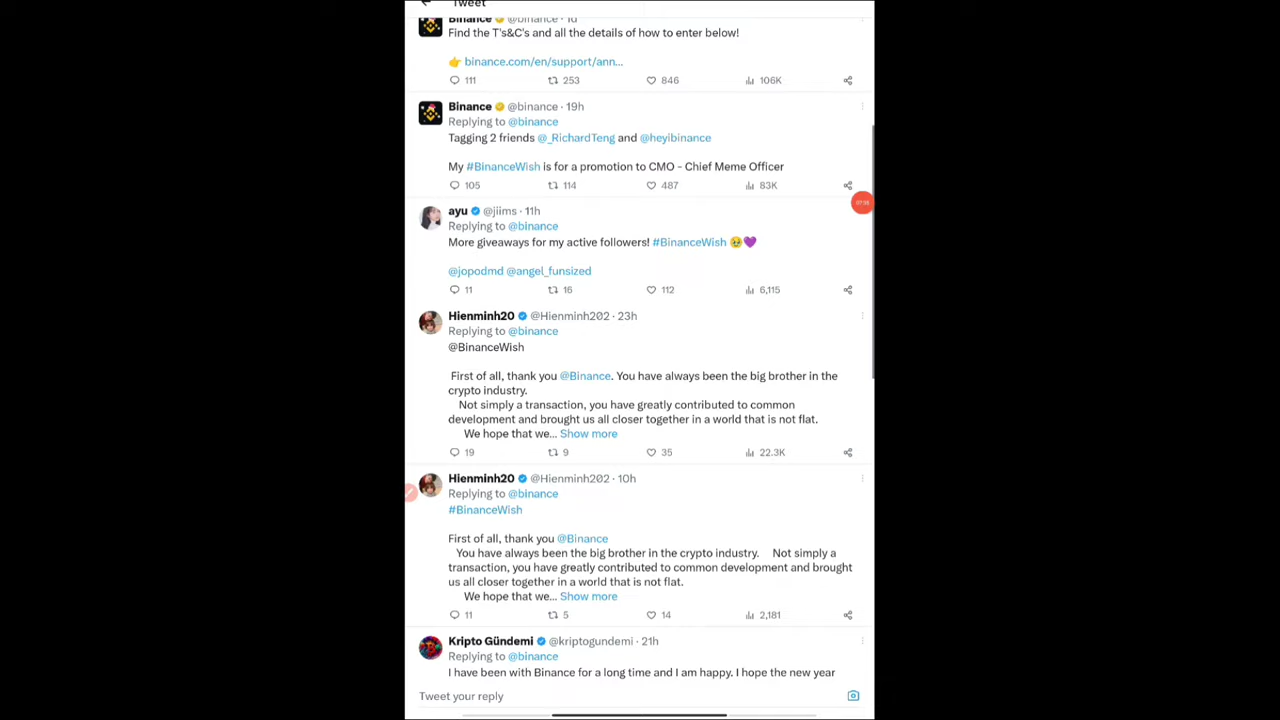 Tweet
Binance @binance · 1d
Find the T's&C's and all the details of how to enter below!
👉 binance.com/en/support/ann...
111 253 846 106K
Binance @binance · 19h
Replying to @binance
Tagging 2 friends @_RichardTeng and @heyibinance
My #BinanceWish is for a promotion to CMO - Chief Meme Officer
105 114 487 83K
07:55
ayu @jiims · 11h
Replying to @binance
More giveaways for my active followers! #BinanceWish 🥹💜
@jopodmd @angel_funsized
11 16 112 6,115
Hienminh20 @Hienminh202 · 23h
Replying to @binance
@BinanceWish
First of all, thank you @Binance. You have always been the big brother in the
crypto industry.
Not simply a transaction, you have greatly contributed to common
development and brought us all closer together in a world that is not flat.
We hope that we... Show more
19 9 35 22.3K
Hienminh20 @Hienminh202 · 10h
Replying to @binance
#BinanceWish
First of all, thank you @Binance
You have always been the big brother in the crypto industry. Not simply a
transaction, you have greatly contributed to common development and brought
us all closer together in a world that is not flat.
We hope that we... Show more
11 5 14 2,181
Kripto Gündemi @kriptogundemi · 21h
Replying to @binance
I have been with Binance for a long time and I am happy. I hope the new year
Tweet your reply